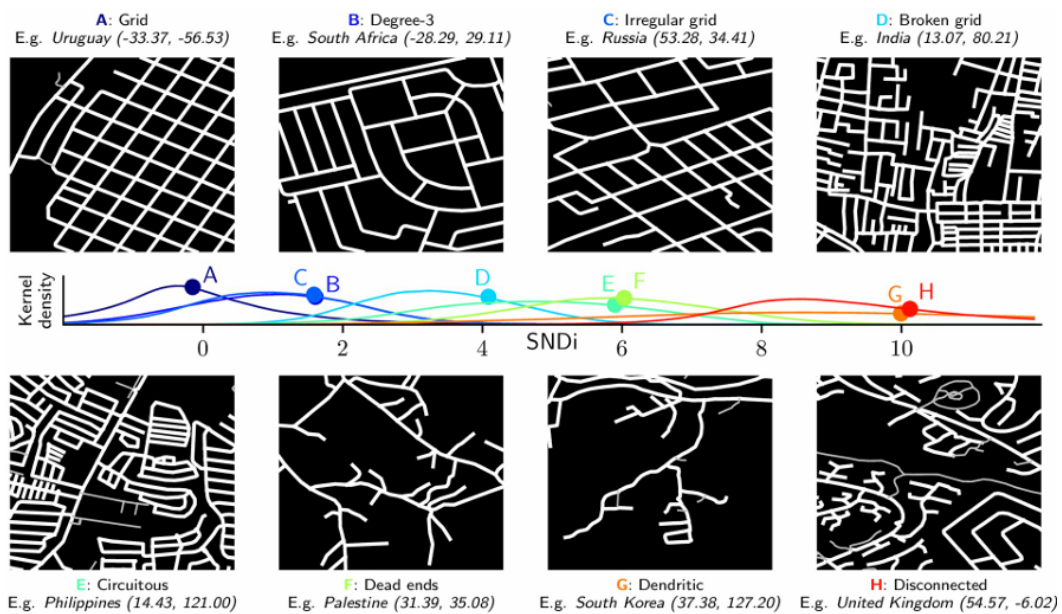 A: Grid
E.g. Uruguay (-33.37, -56.53)
B: Degree-3
E.g. South Africa (-28.29, 29.11)
C: Irregular grid
E.g. Russia (53.28, 34.41)
D: Broken grid
E.g. India (13.07, 80.21)
Kernel
density
A
C
B
D
E
F
G
H
0
2
4
6
8
10
SNDi
E: Circuitous
E.g. Philippines (14.43, 121.00)
F: Dead ends
E.g. Palestine (31.39, 35.08)
G: Dendritic
E.g. South Korea (37.38, 127.20)
H: Disconnected
E.g. United Kingdom (54.57, -6.02)